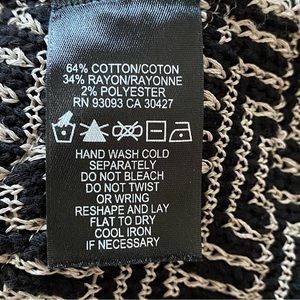 64% COTTON/COTON
34% RAYON/RAYONNE
2% POLYESTER
RN 93093 CA 30427
HAND WASH COLD
SEPARATELY
DO NOT BLEACH
DO NOT TWIST
OR WRING
RESHAPE AND LAY
FLAT TO DRY
COOL IRON
IF NECESSARY